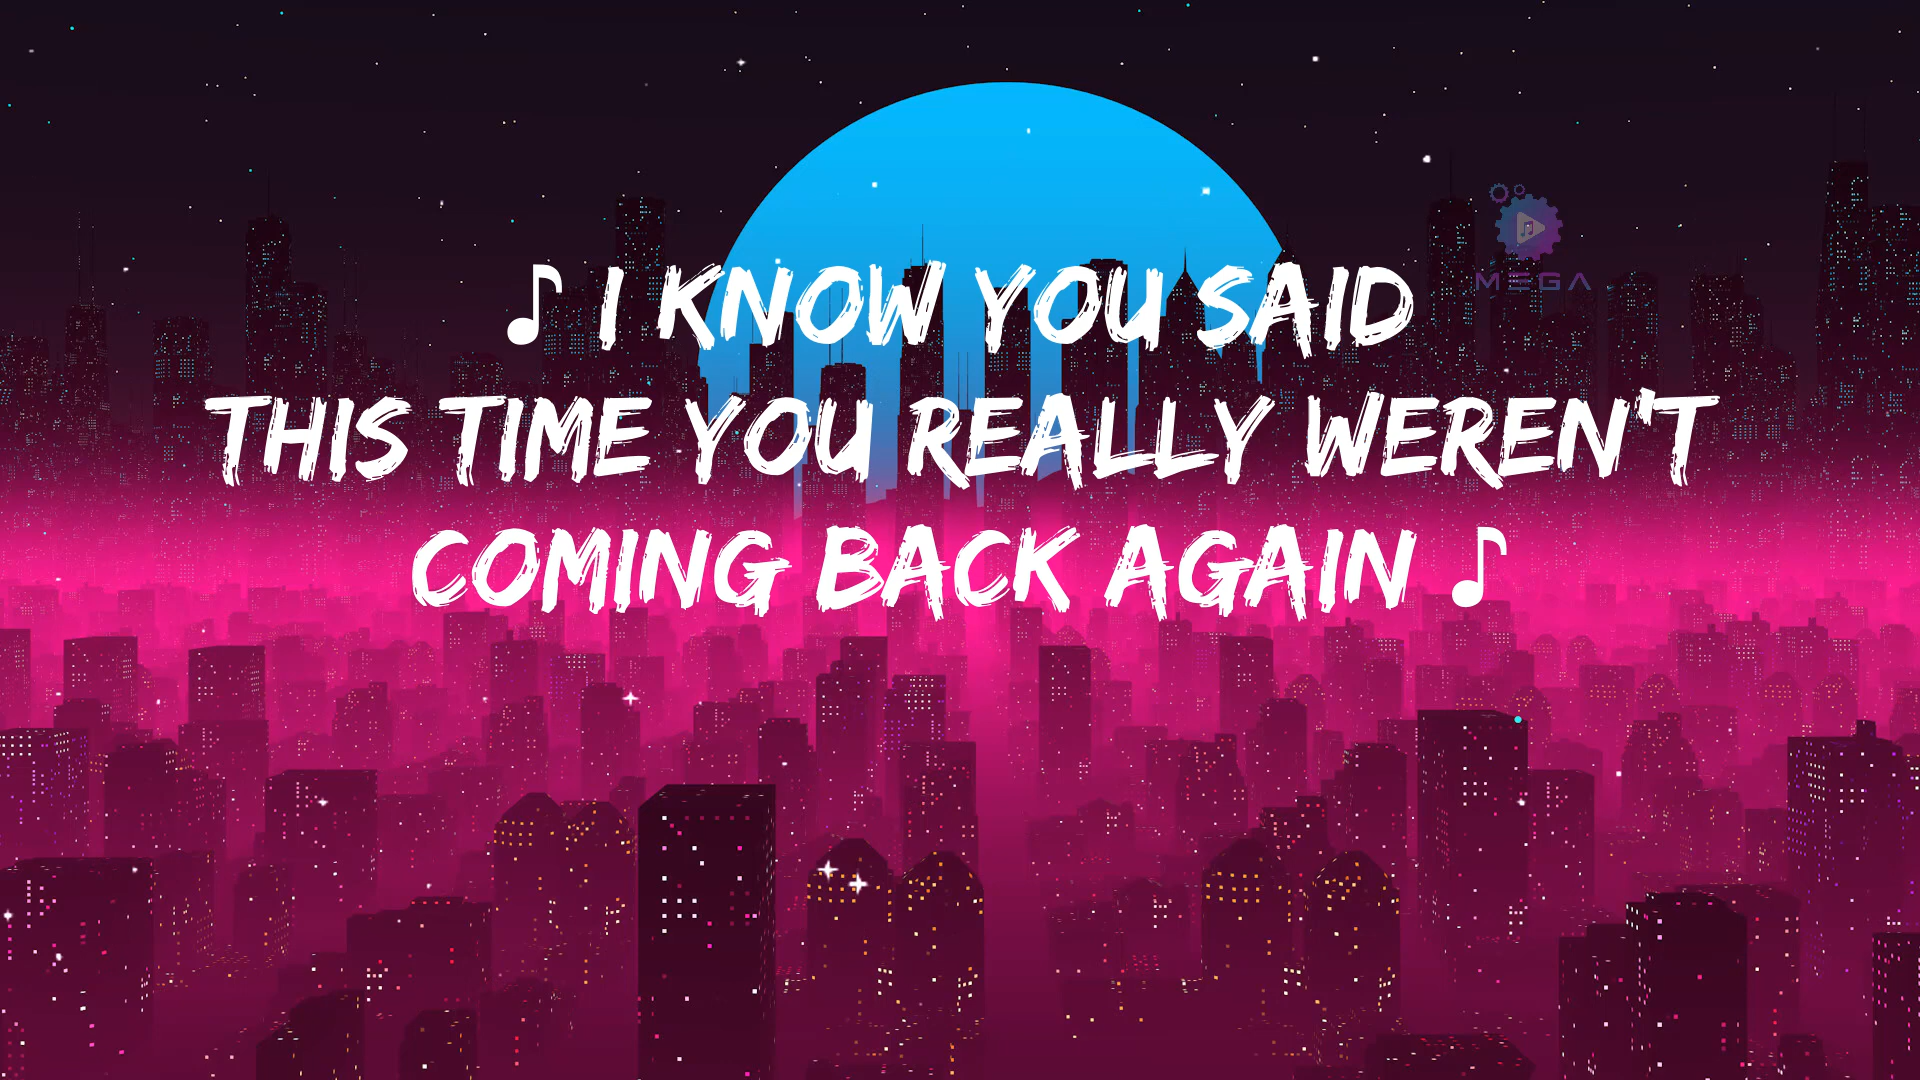 ♪ I KNOW YOU SAID
THIS TIME YOU REALLY WEREN'T
COMING BACK AGAIN ♪
MEGA